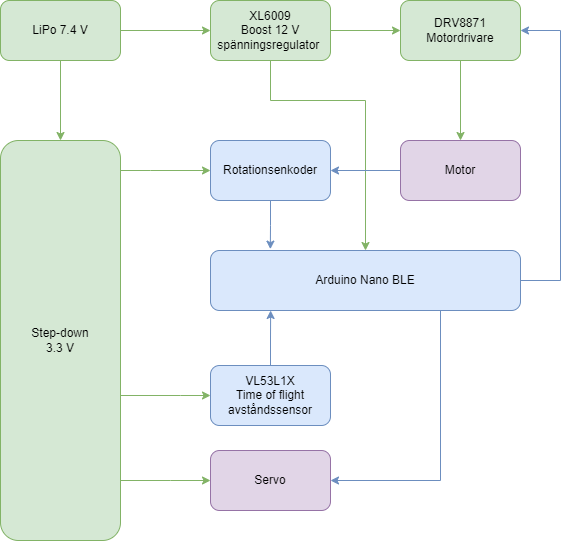 LiPo 7.4 V
XL6009
Boost 12 V
spänningsregulator
DRV8871
Motordrivare
Rotationsenkoder
Motor
Arduino Nano BLE
Step-down
3.3 V
VL53L1X
Time of flight
avståndssensor
Servo